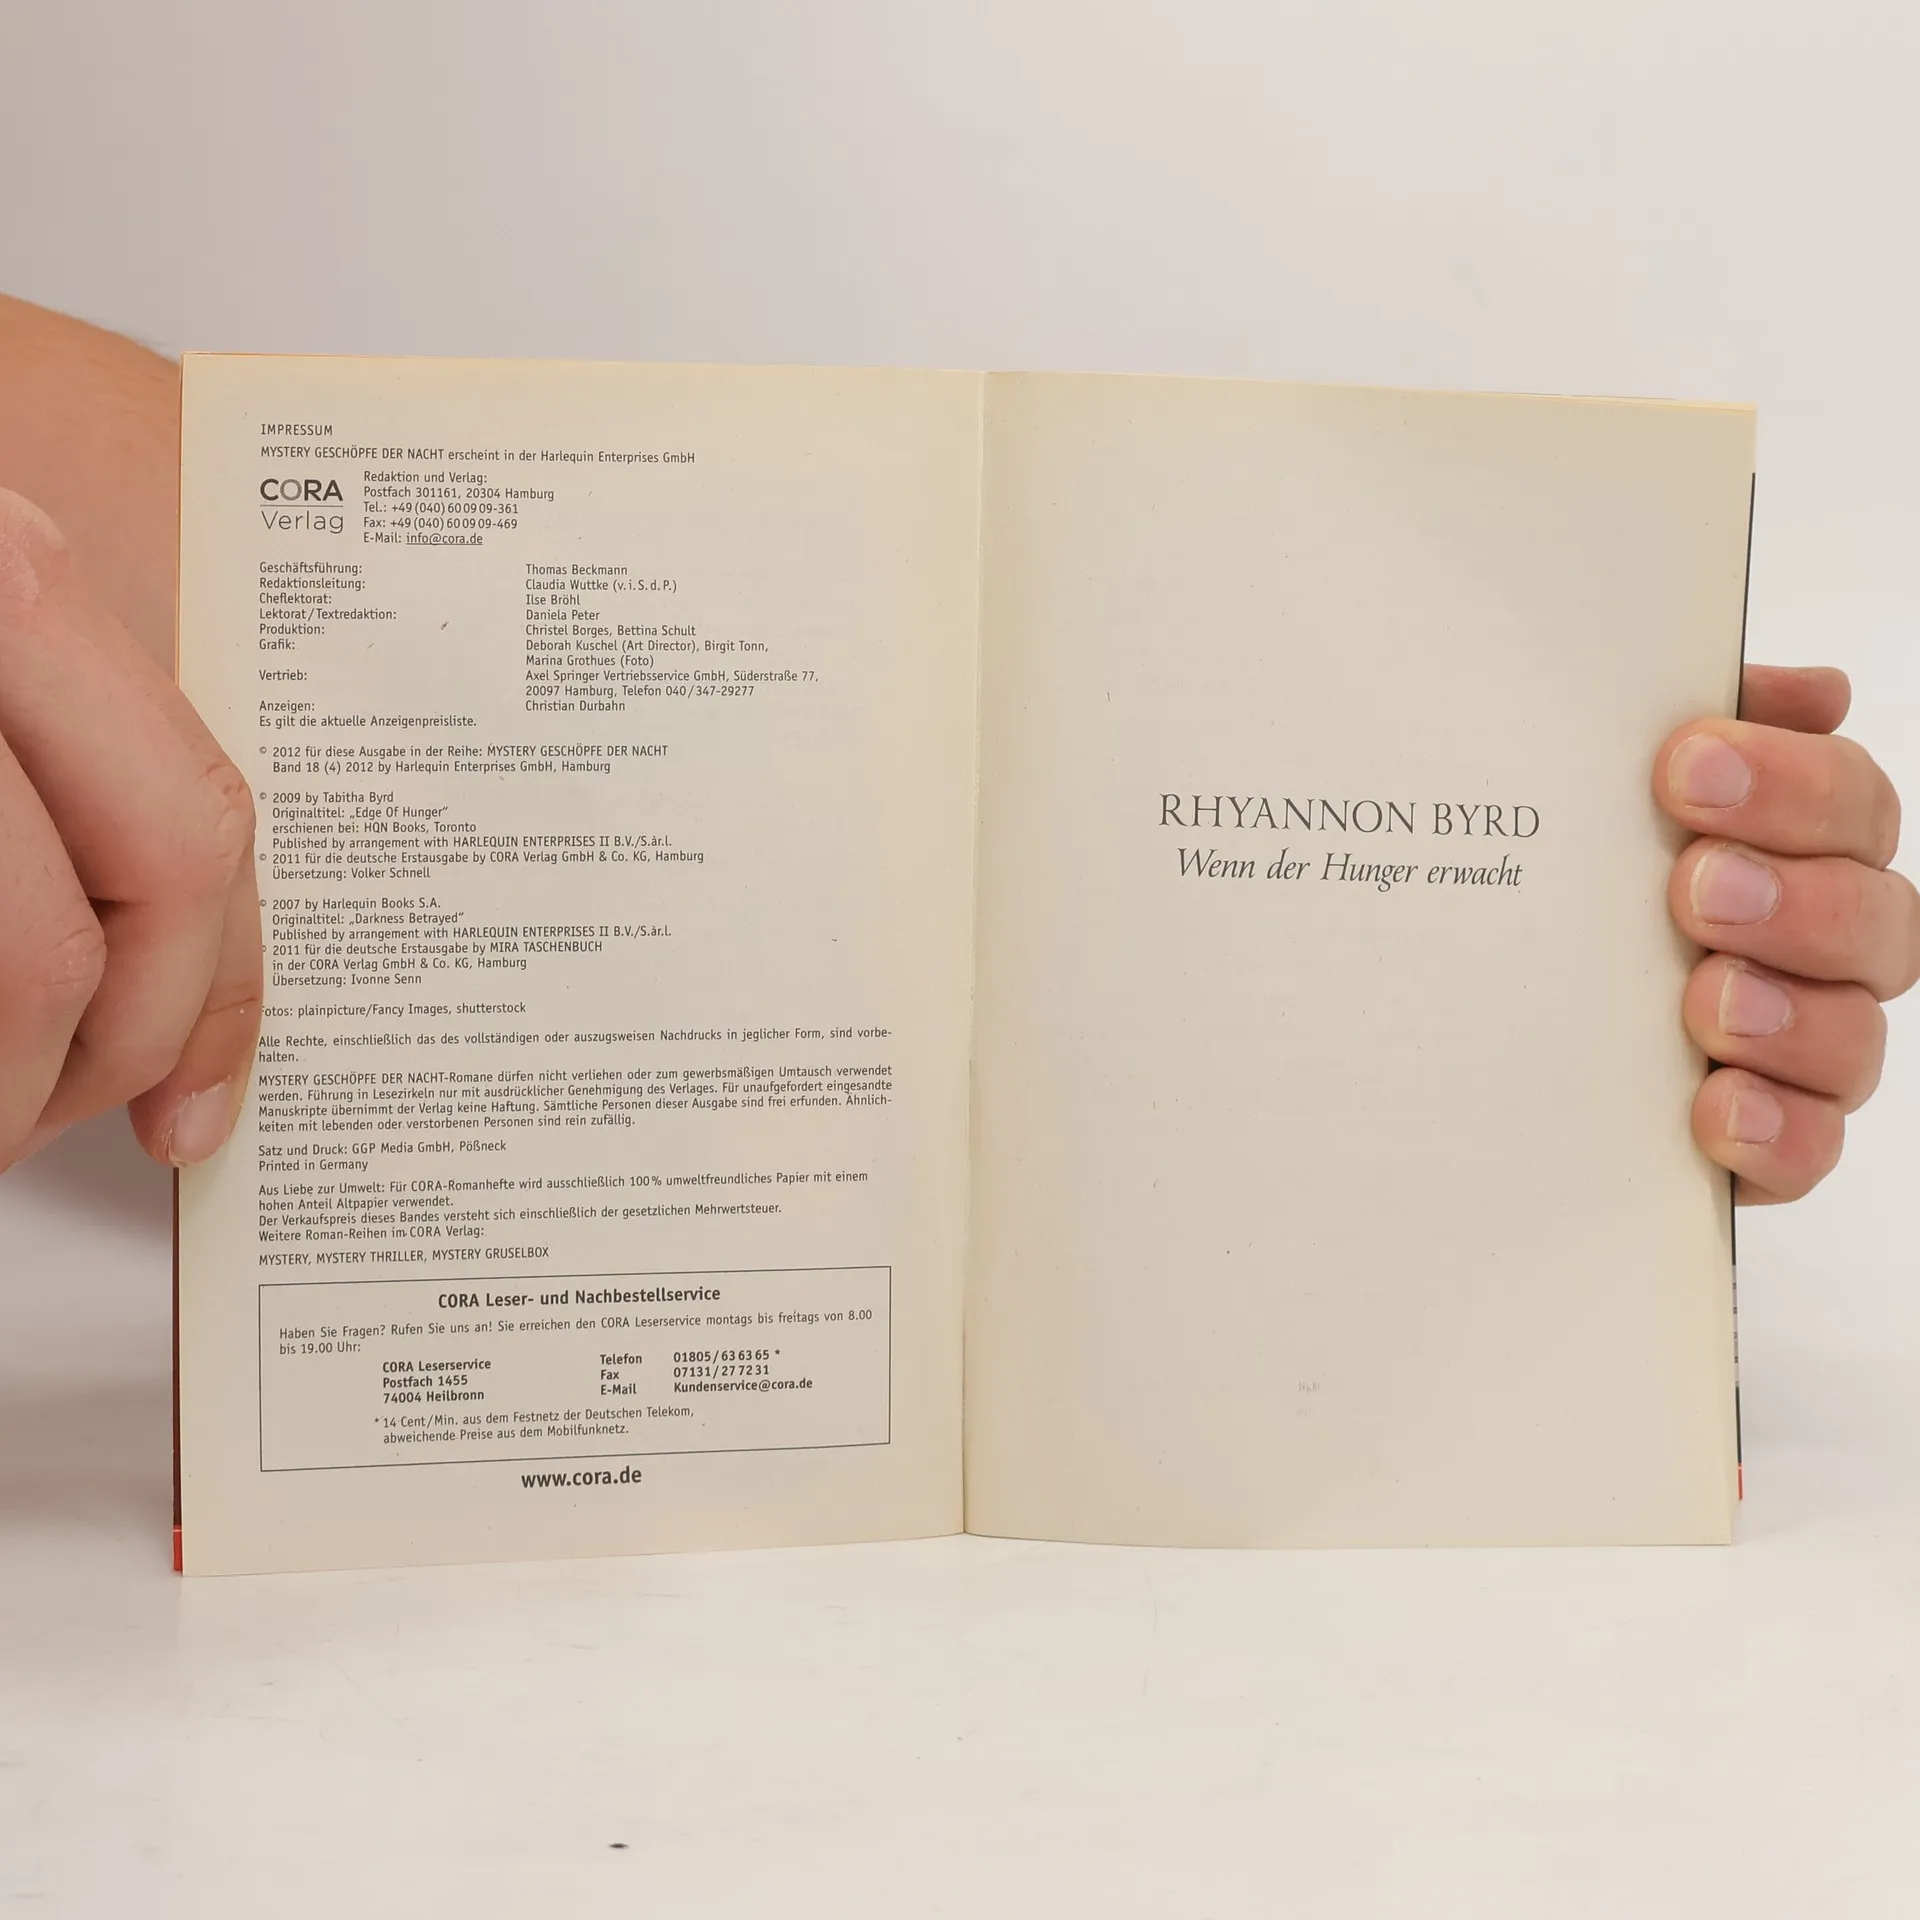 IMPRESSUM
MYSTERY GESCHÖPFE DER NACHT erscheint in der Harlequin Enterprises GmbH
CORA
Verlag
Redaktion und Verlag:
Postfach 301161, 20304 Hamburg
Tel.: +49 (040) 60 09 09-361
Fax: +49 (040) 60 09 09-469
E-Mail: info@cora.de
Geschäftsführung: Thomas Beckmann
Redaktionsleitung: Claudia Wuttke (v. i. S. d. P.)
Cheflektorat: Ilse Bröhl
Lektorat/Textredaktion: Daniela Peter
Produktion: Christel Borges, Bettina Schult
Grafik: Deborah Kuschel (Art Director), Birgit Tonn,
Marina Grothues (Foto)
Vertrieb: Axel Springer Vertriebsservice GmbH, Süderstraße 77,
20097 Hamburg, Telefon 040/347-29277
Anzeigen: Christian Durbahn
Es gilt die aktuelle Anzeigenpreisliste.
© 2012 für diese Ausgabe in der Reihe: MYSTERY GESCHÖPFE DER NACHT
Band 18 (4) 2012 by Harlequin Enterprises GmbH, Hamburg
© 2009 by Tabitha Byrd
Originaltitel: „Edge Of Hunger“
erschienen bei: HQN Books, Toronto
Published by arrangement with HARLEQUIN ENTERPRISES II B.V./S.àr.l.
© 2011 für die deutsche Erstausgabe by CORA Verlag GmbH & Co. KG, Hamburg
Übersetzung: Volker Schnell
© 2007 by Harlequin Books S.A.
Originaltitel: „Darkness Betrayed“
Published by arrangement with HARLEQUIN ENTERPRISES II B.V./S.àr.l.
© 2011 für die deutsche Erstausgabe by MIRA TASCHENBUCH
in der CORA Verlag GmbH & Co. KG, Hamburg
Übersetzung: Ivonne Senn
Fotos: plainpicture/Fancy Images, shutterstock
Alle Rechte, einschließlich das des vollständigen oder auszugsweisen Nachdrucks in jeglicher Form, sind vorbe-
halten.
MYSTERY GESCHÖPFE DER NACHT-Romane dürfen nicht verliehen oder zum gewerbsmäßigen Umtausch verwendet
werden. Führung in Lesezirkeln nur mit ausdrücklicher Genehmigung des Verlages. Für unaufgefordert eingesandte
Manuskripte übernimmt der Verlag keine Haftung. Sämtliche Personen dieser Ausgabe sind frei erfunden. Ähnlich-
keiten mit lebenden oder verstorbenen Personen sind rein zufällig.
Satz und Druck: GGP Media GmbH, Pößneck
Printed in Germany
Aus Liebe zur Umwelt: Für CORA-Romanhefte wird ausschließlich 100 % umweltfreundliches Papier mit einem
hohen Anteil Altpapier verwendet.
Der Verkaufspreis dieses Bandes versteht sich einschließlich der gesetzlichen Mehrwertsteuer.
Weitere Roman-Reihen im CORA Verlag:
MYSTERY, MYSTERY THRILLER, MYSTERY GRUSELBOX
CORA Leser- und Nachbestellservice
Haben Sie Fragen? Rufen Sie uns an! Sie erreichen den CORA Leserservice montags bis freitags von 8.00
bis 19.00 Uhr:
CORA Leserservice Telefon 01805/63 63 65 *
Postfach 1455 Fax 07131/27 72 31
74004 Heilbronn E-Mail Kundenservice@cora.de
* 14 Cent/Min. aus dem Festnetz der Deutschen Telekom,
abweichende Preise aus dem Mobilfunknetz.
www.cora.de
RHYANNON BYRD
Wenn der Hunger erwacht